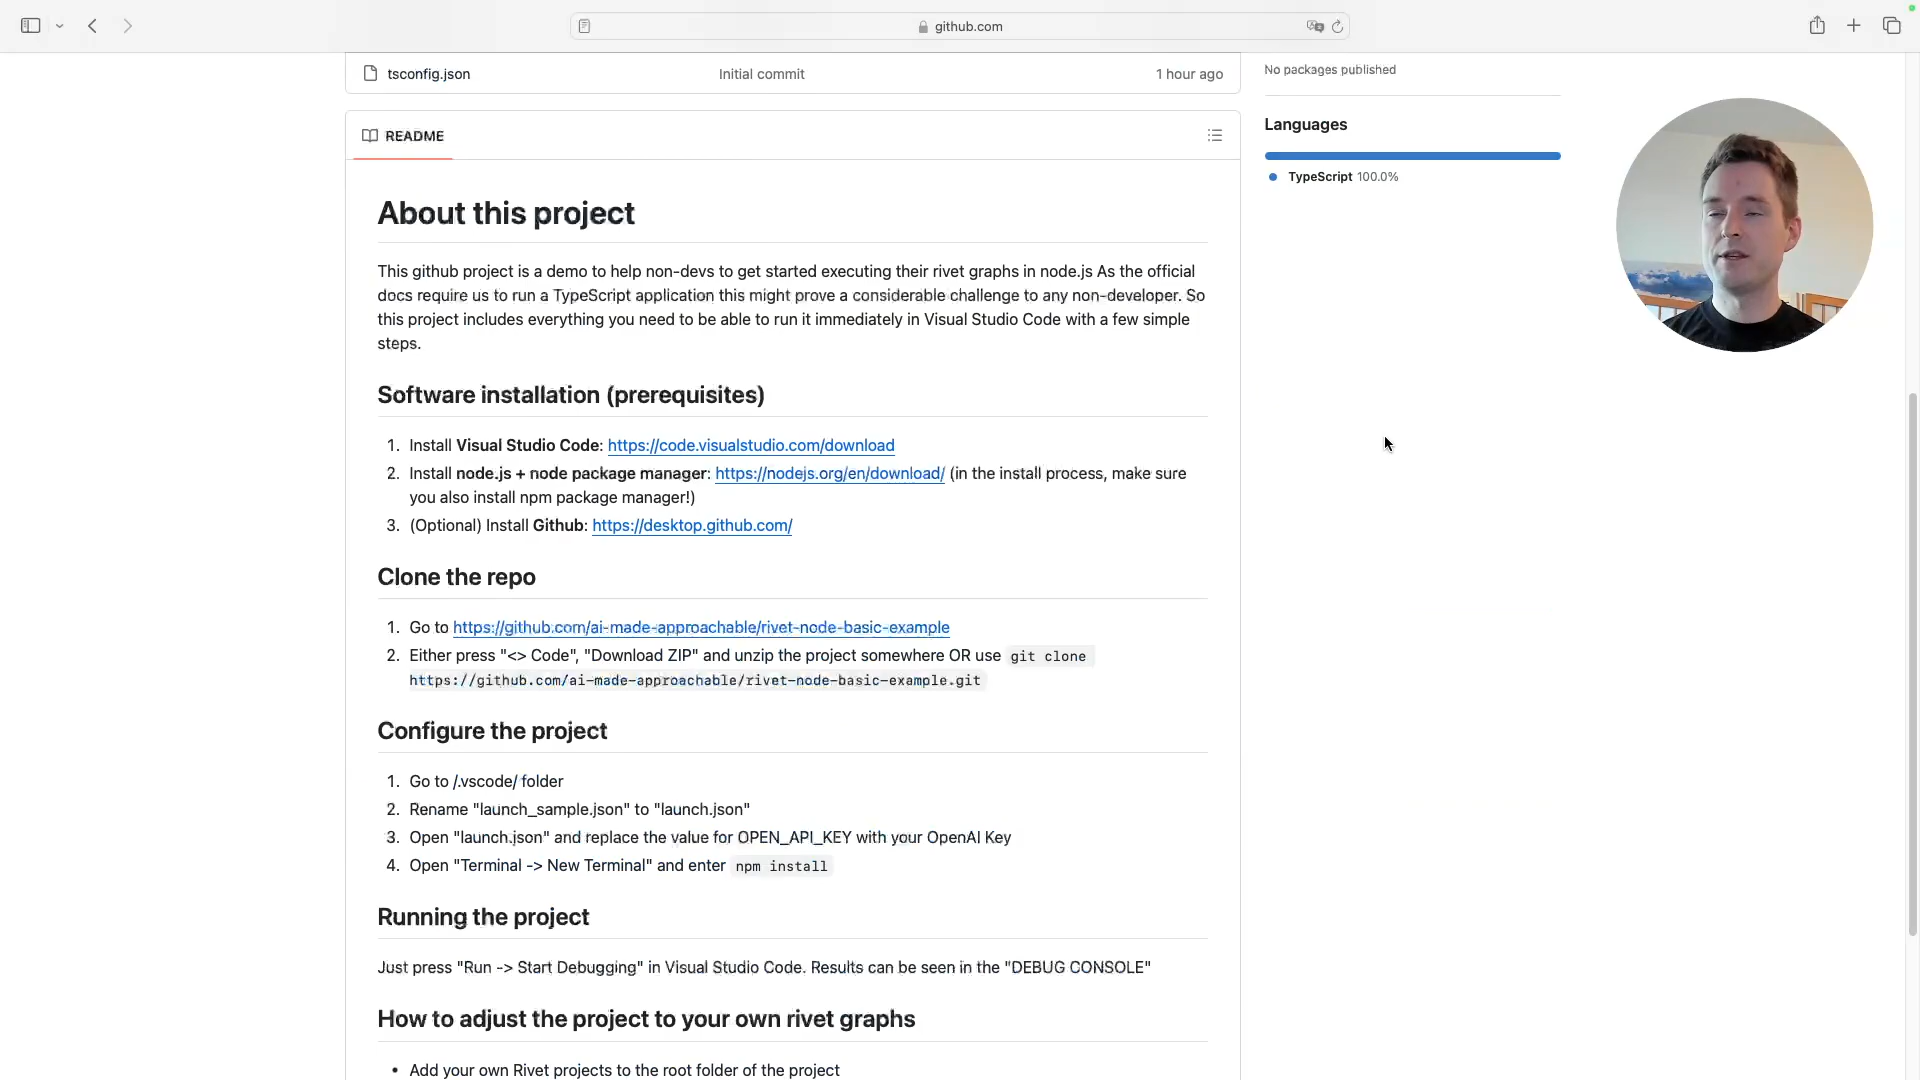 github.com
tsconfig.json Initial commit 1 hour ago
No packages published
README
Languages
TypeScript 100.0%
About this project
This github project is a demo to help non-devs to get started executing their rivet graphs in node.js As the official
docs require us to run a TypeScript application this might prove a considerable challenge to any non-developer. So
this project includes everything you need to be able to run it immediately in Visual Studio Code with a few simple
steps.
Software installation (prerequisites)
1. Install Visual Studio Code: https://code.visualstudio.com/download
2. Install node.js + node package manager: https://nodejs.org/en/download/ (in the install process, make sure
you also install npm package manager!)
3. (Optional) Install Github: https://desktop.github.com/
Clone the repo
1. Go to https://github.com/ai-made-approachable/rivet-node-basic-example
2. Either press "<> Code", "Download ZIP" and unzip the project somewhere OR use git clone
https://github.com/ai-made-approachable/rivet-node-basic-example.git
Configure the project
1. Go to /.vscode/ folder
2. Rename "launch_sample.json" to "launch.json"
3. Open "launch.json" and replace the value for OPEN_API_KEY with your OpenAI Key
4. Open "Terminal -> New Terminal" and enter npm install
Running the project
Just press "Run -> Start Debugging" in Visual Studio Code. Results can be seen in the "DEBUG CONSOLE"
How to adjust the project to your own rivet graphs
• Add your own Rivet projects to the root folder of the project